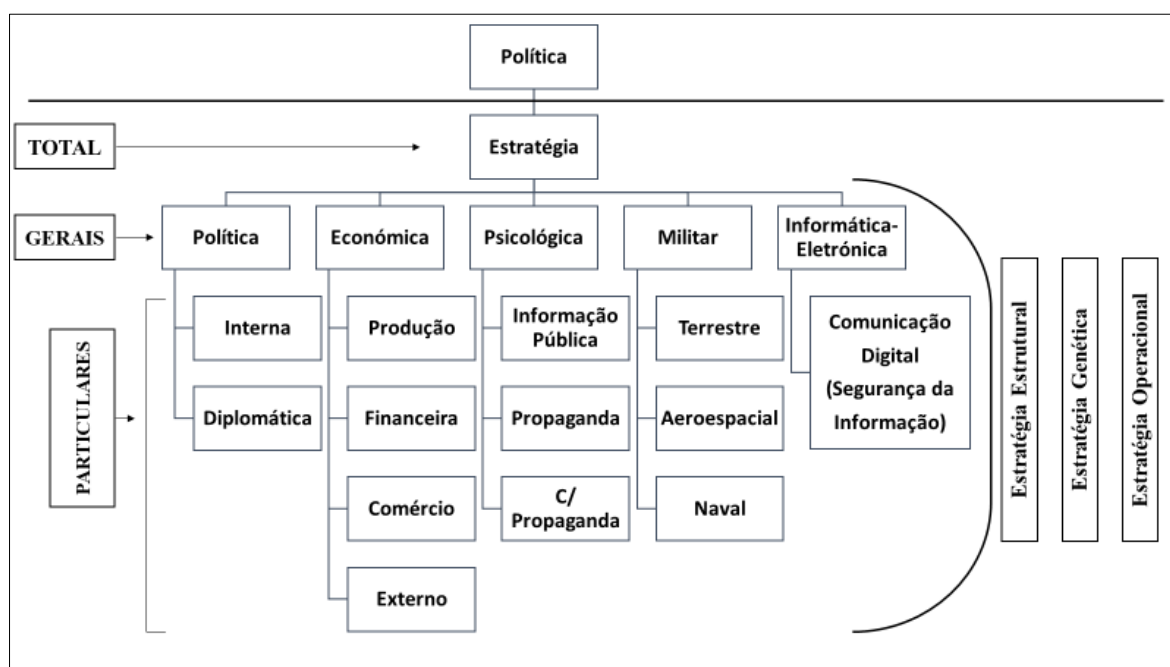 Política
TOTAL
Estratégia
GERAIS
Política
Económica
Psicológica
Militar
Informática-
Eletrónica
PARTICULARES
Interna
Diplomática
Produção
Financeira
Comércio
Externo
Informação
Pública
Propaganda
C/
Propaganda
Terrestre
Aeroespacial
Naval
Comunicação
Digital
(Segurança da
Informação)
Estratégia Estrutural
Estratégia Genética
Estratégia Operacional